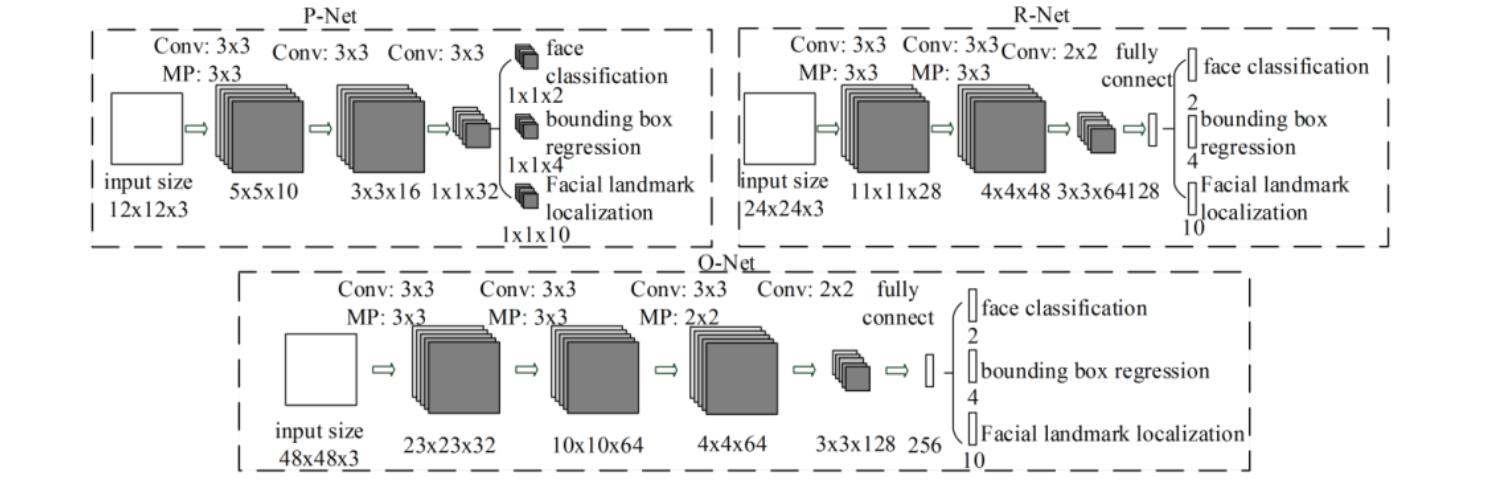 P-Net
Conv: 3x3
MP: 3x3
Conv: 3x3
Conv: 3x3
face
classification
1x1x2
bounding box
regression
1x1x4
Facial landmark
localization
1x1x10
input size
12x12x3
5x5x10
3x3x16
1x1x32
R-Net
Conv: 3x3
MP: 3x3
Conv: 3x3
MP: 3x3
Conv: 2x2
fully
connect
face classification
2
bounding box
regression
4
Facial landmark
localization
10
input size
24x24x3
11x11x28
4x4x48
3x3x64
128
O-Net
Conv: 3x3
MP: 3x3
Conv: 3x3
MP: 3x3
Conv: 3x3
MP: 2x2
Conv: 2x2
fully
connect
face classification
2
bounding box regression
4
Facial landmark localization
10
input size
48x48x3
23x23x32
10x10x64
4x4x64
3x3x128
256